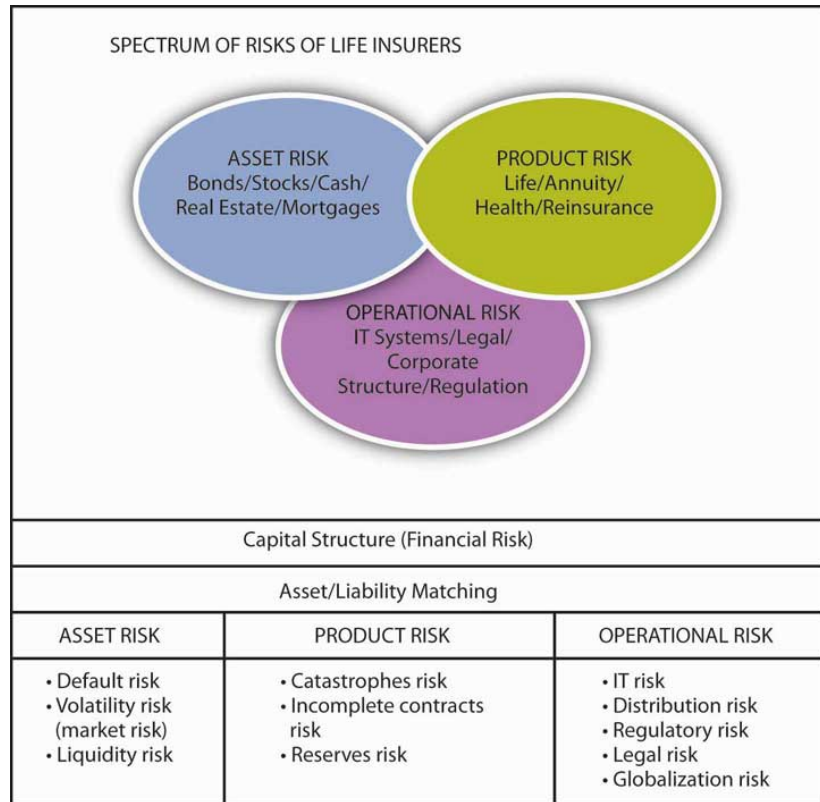 SPECTRUM OF RISKS OF LIFE INSURERS
ASSET RISK
Bonds/Stocks/Cash/
Real Estate/Mortgages
PRODUCT RISK
Life/Annuity/
Health/Reinsurance
OPERATIONAL RISK
IT Systems/Legal/
Corporate
Structure/Regulation
Capital Structure (Financial Risk)
Asset/Liability Matching
ASSET RISK
• Default risk
• Volatility risk
(market risk)
• Liquidity risk
PRODUCT RISK
• Catastrophes risk
• Incomplete contracts
risk
• Reserves risk
OPERATIONAL RISK
• IT risk
• Distribution risk
• Regulatory risk
• Legal risk
• Globalization risk